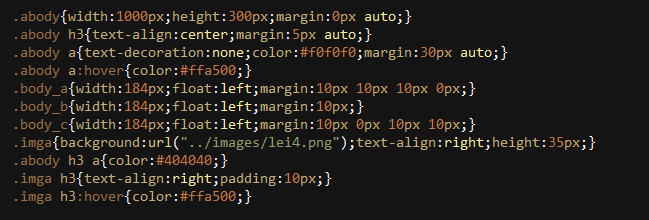 .abody{width:1000px;height:300px;margin:0px auto;}
.abody h3{text-align:center;margin:5px auto;}
.abody a{text-decoration:none;color:#f0f0f0;margin:30px auto;}
.abody a:hover{color:#ffa500;}
.body_a{width:184px;float:left;margin:10px 10px 10px 0px;}
.body_b{width:184px;float:left;margin:10px;}
.body_c{width:184px;float:left;margin:10px 0px 10px 10px;}
.imga{background:url("../images/lei4.png");text-align:right;height:35px;}
.abody h3 a{color:#404040;}
.imga h3{text-align:right;padding:10px;}
.imga h3:hover{color:#ffa500;}